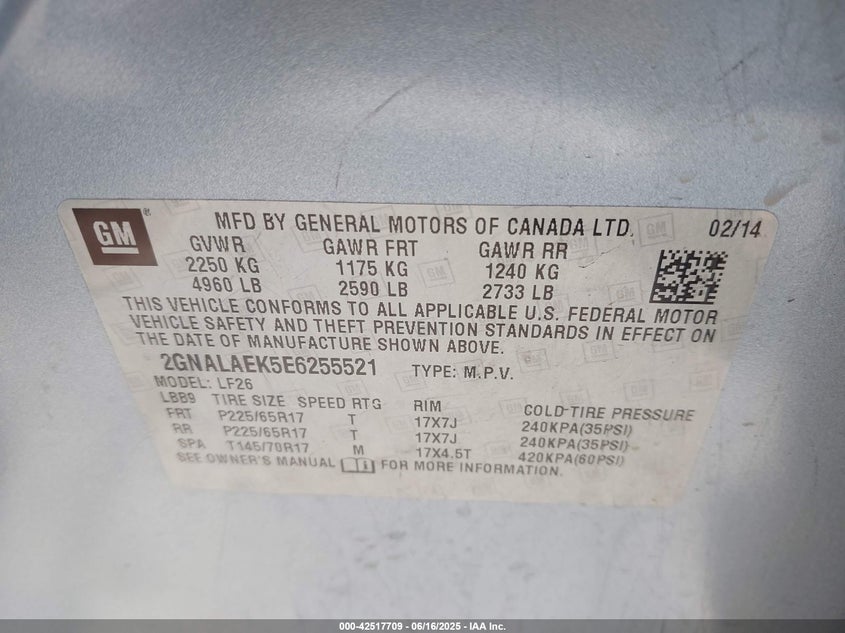 GM ® MFD BY GENERAL MOTORS OF CANADA LTD. 02/14
GVWR GAWR FRT GAWR RR
2250 KG 1175 KG 1240 KG
4960 LB 2590 LB 2733 LB
THIS VEHICLE CONFORMS TO ALL APPLICABLE U.S. FEDERAL MOTOR
VEHICLE SAFETY AND THEFT PREVENTION STANDARDS IN EFFECT ON
THE DATE OF MANUFACTURE SHOWN ABOVE.
2GNALAEK5E6255521 TYPE: M.P.V.
MODEL: LF26
LBB9 TIRE SIZE SPEED RTG RIM COLD TIRE PRESSURE
FRT P225/65R17 T 17X7J 240KPA(35PSI)
RR P225/65R17 T 17X7J 240KPA(35PSI)
SPA T145/70R17 M 17X4.5T 420KPA(60PSI)
SEE OWNER'S MANUAL FOR MORE INFORMATION.
000-42517709 - 06/16/2025 - IAA Inc.